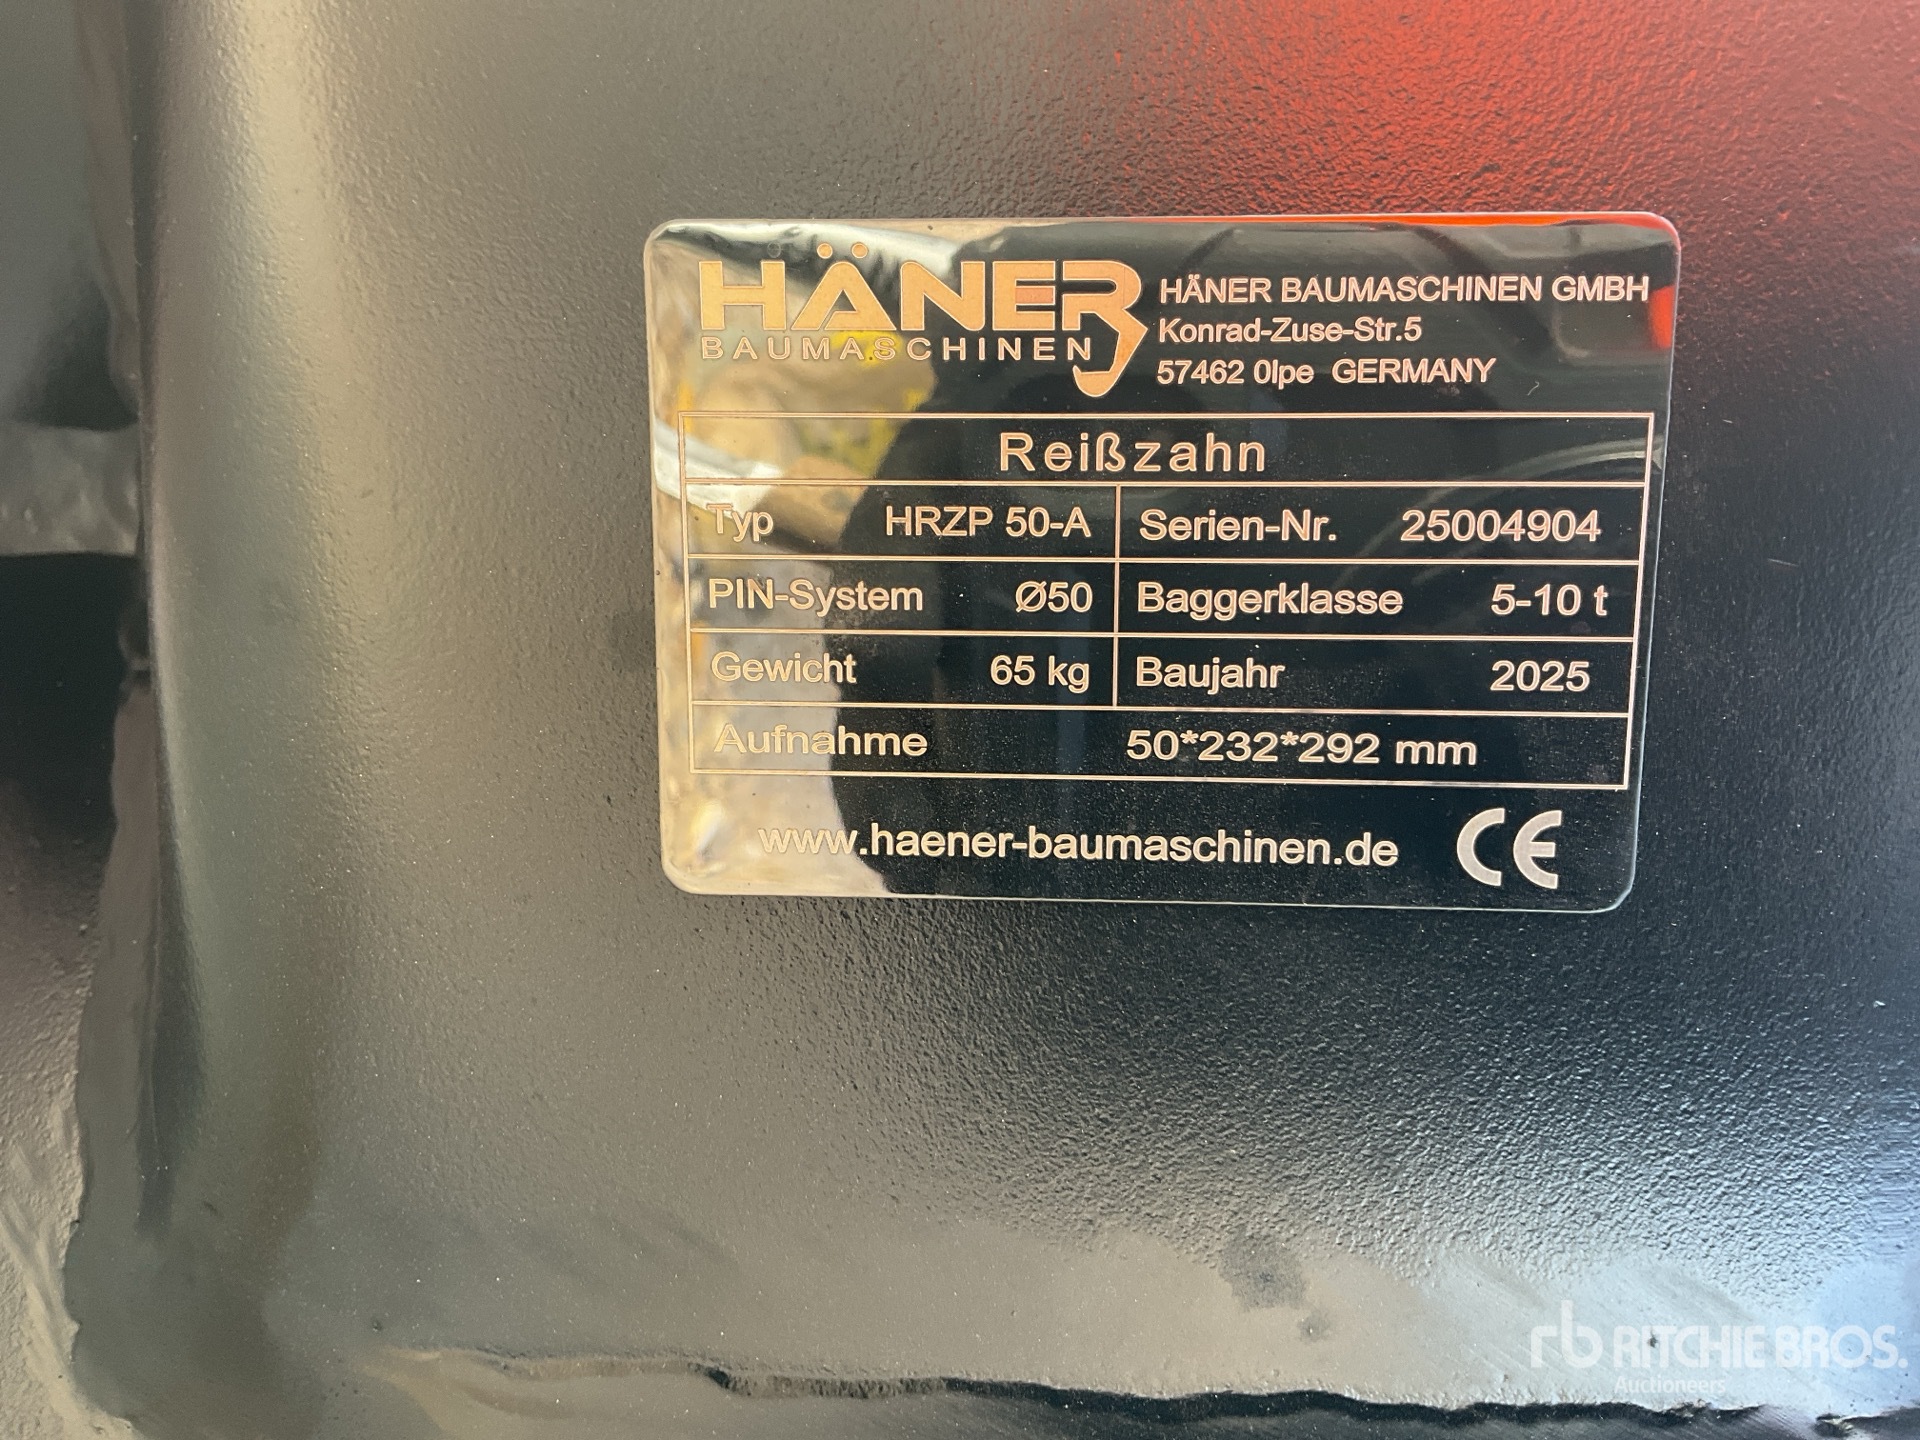 HÄNER
BAUMASCHINEN
HÄNER BAUMASCHINEN GMBH
Konrad-Zuse-Str.5
57462 Olpe GERMANY
Reißzahn
Typ HRZP 50-A Serien-Nr. 25004904
PIN-System Ø50 Baggerklasse 5-10 t
Gewicht 65 kg Baujahr 2025
Aufnahme 50*232*292 mm
www.haener-baumaschinen.de CE
rb RITCHIE BROS.
Auctioneers